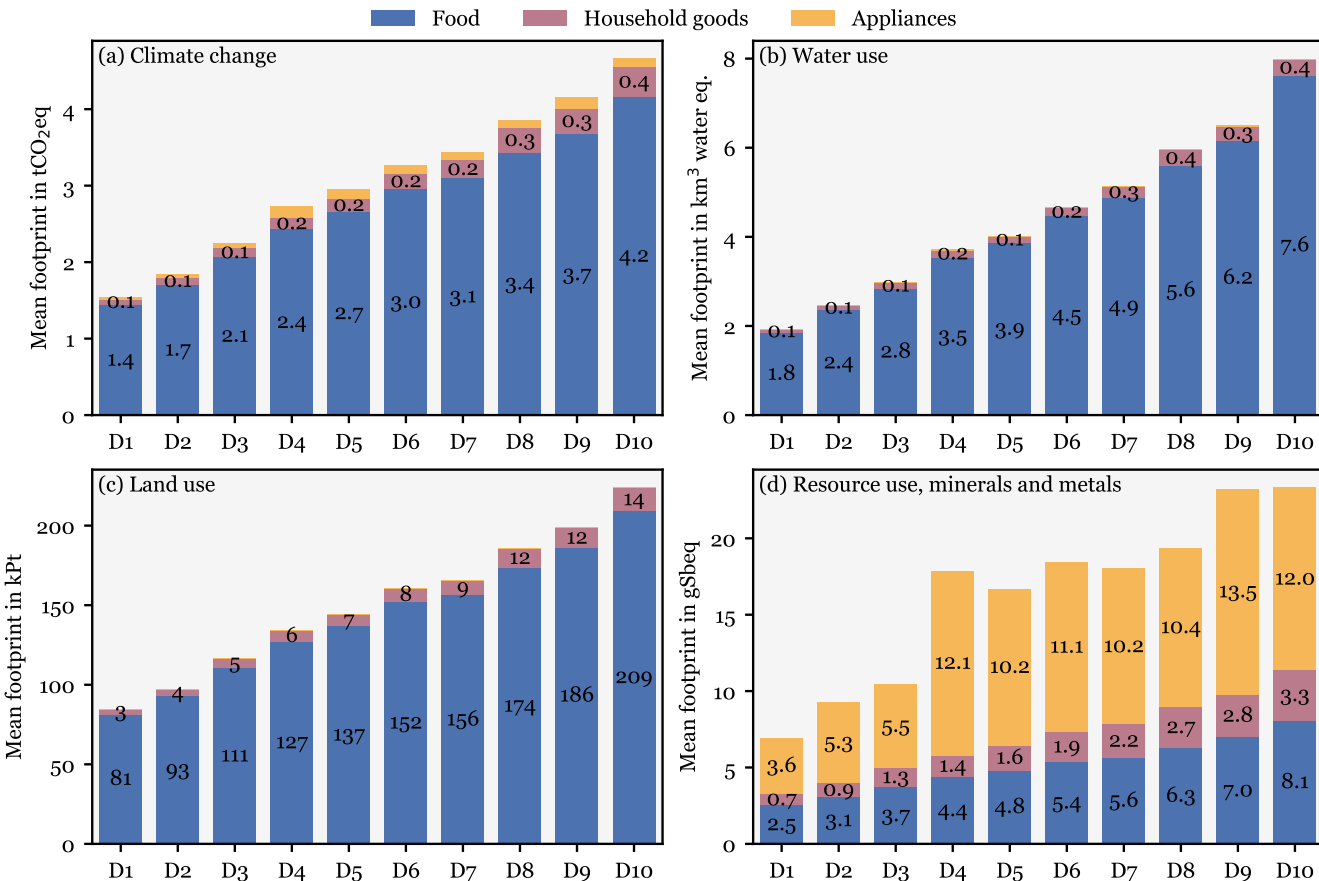 Food Household goods Appliances
(a) Climate change
Mean footprint in tCO₂eq
4
3
2
1
0
0.1 0.1 0.1 0.2 0.2 0.2 0.2 0.3 0.3 0.4
1.4 1.7 2.1 2.4 2.7 3.0 3.1 3.4 3.7 4.2
D1 D2 D3 D4 D5 D6 D7 D8 D9 D10
(b) Water use
Mean footprint in km³ water eq.
8
6
4
2
0
0.1 0.1 0.1 0.2 0.1 0.2 0.3 0.4 0.3 0.4
1.8 2.4 2.8 3.5 3.9 4.5 4.9 5.6 6.2 7.6
D1 D2 D3 D4 D5 D6 D7 D8 D9 D10
(c) Land use
Mean footprint in kPt
200
150
100
50
0
3 4 5 6 7 8 9 12 12 14
81 93 111 127 137 152 156 174 186 209
D1 D2 D3 D4 D5 D6 D7 D8 D9 D10
(d) Resource use, minerals and metals
Mean footprint in gSbeq
20
15
10
5
0
3.6 5.3 5.5 12.1 10.2 11.1 10.2 10.4 13.5 12.0
0.7 0.9 1.3 1.4 1.6 1.9 2.2 2.7 2.8 3.3
2.5 3.1 3.7 4.4 4.8 5.4 5.6 6.3 7.0 8.1
D1 D2 D3 D4 D5 D6 D7 D8 D9 D10